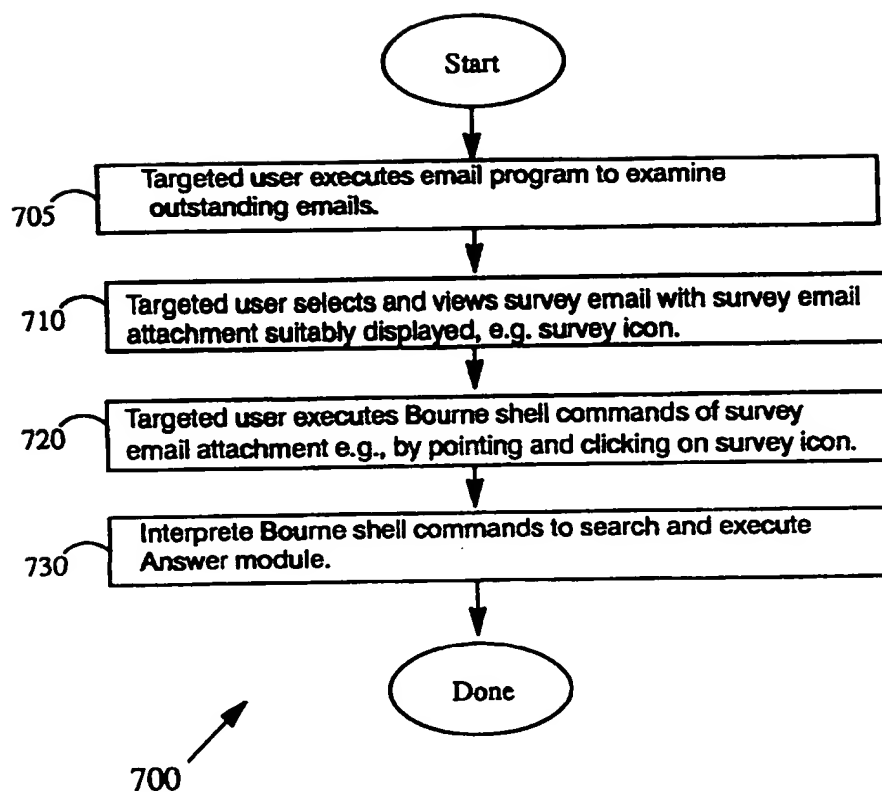 Start
705
Targeted user executes email program to examine
outstanding emails.
710
Targeted user selects and views survey email with survey email
attachment suitably displayed, e.g. survey icon.
720
Targeted user executes Bourne shell commands of survey
email attachment e.g., by pointing and clicking on survey icon.
730
Interprete Bourne shell commands to search and execute
Answer module.
Done
700